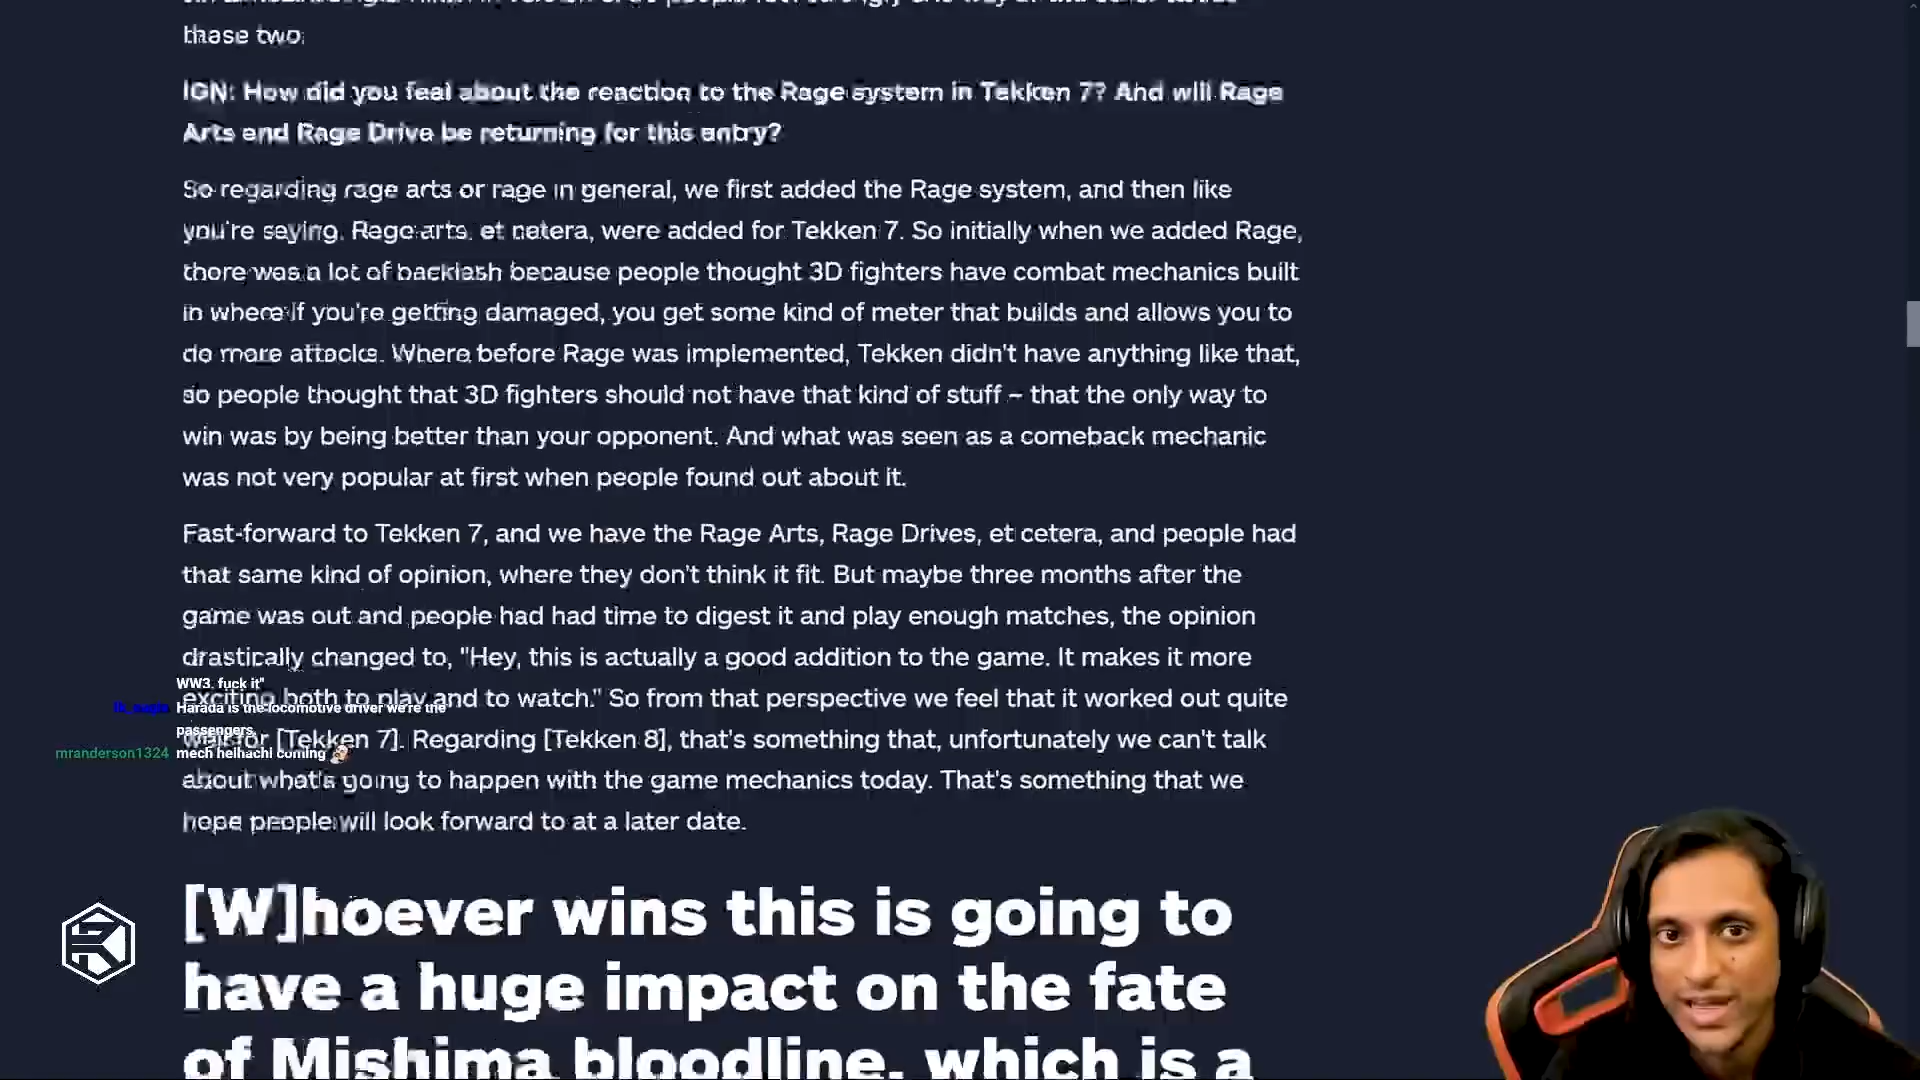 these two.
IGN: How did you feel about the reaction to the Rage system in Tekken 7? And will Rage
Arts and Rage Drive be returning for this entry?
So regarding rage arts or rage in general, we first added the Rage system, and then like
you're saying, Rage arts, et cetera, were added for Tekken 7. So initially when we added Rage,
there was a lot of backlash because people thought 3D fighters have combat mechanics built
in where if you're getting damaged, you get some kind of meter that builds and allows you to
do more attacks. Where before Rage was implemented, Tekken didn't have anything like that,
so people thought that 3D fighters should not have that kind of stuff – that the only way to
win was by being better than your opponent. And what was seen as a comeback mechanic
was not very popular at first when people found out about it.
Fast-forward to Tekken 7, and we have the Rage Arts, Rage Drives, et cetera, and people had
that same kind of opinion, where they don't think it fit. But maybe three months after the
game was out and people had had time to digest it and play enough matches, the opinion
drastically changed to, "Hey, this is actually a good addition to the game. It makes it more
WW3. fuck it"
exciting both to play and to watch." So from that perspective we feel that it worked out quite
Harada is the locomotive driver we're the
passengers.
for [Tekken 7]. Regarding [Tekken 8], that's something that, unfortunately we can't talk
mranderson1324 mech heihachi coming
about what's going to happen with the game mechanics today. That's something that we
hope people will look forward to at a later date.
[W]hoever wins this is going to
have a huge impact on the fate
of Mishima bloodline, which is a